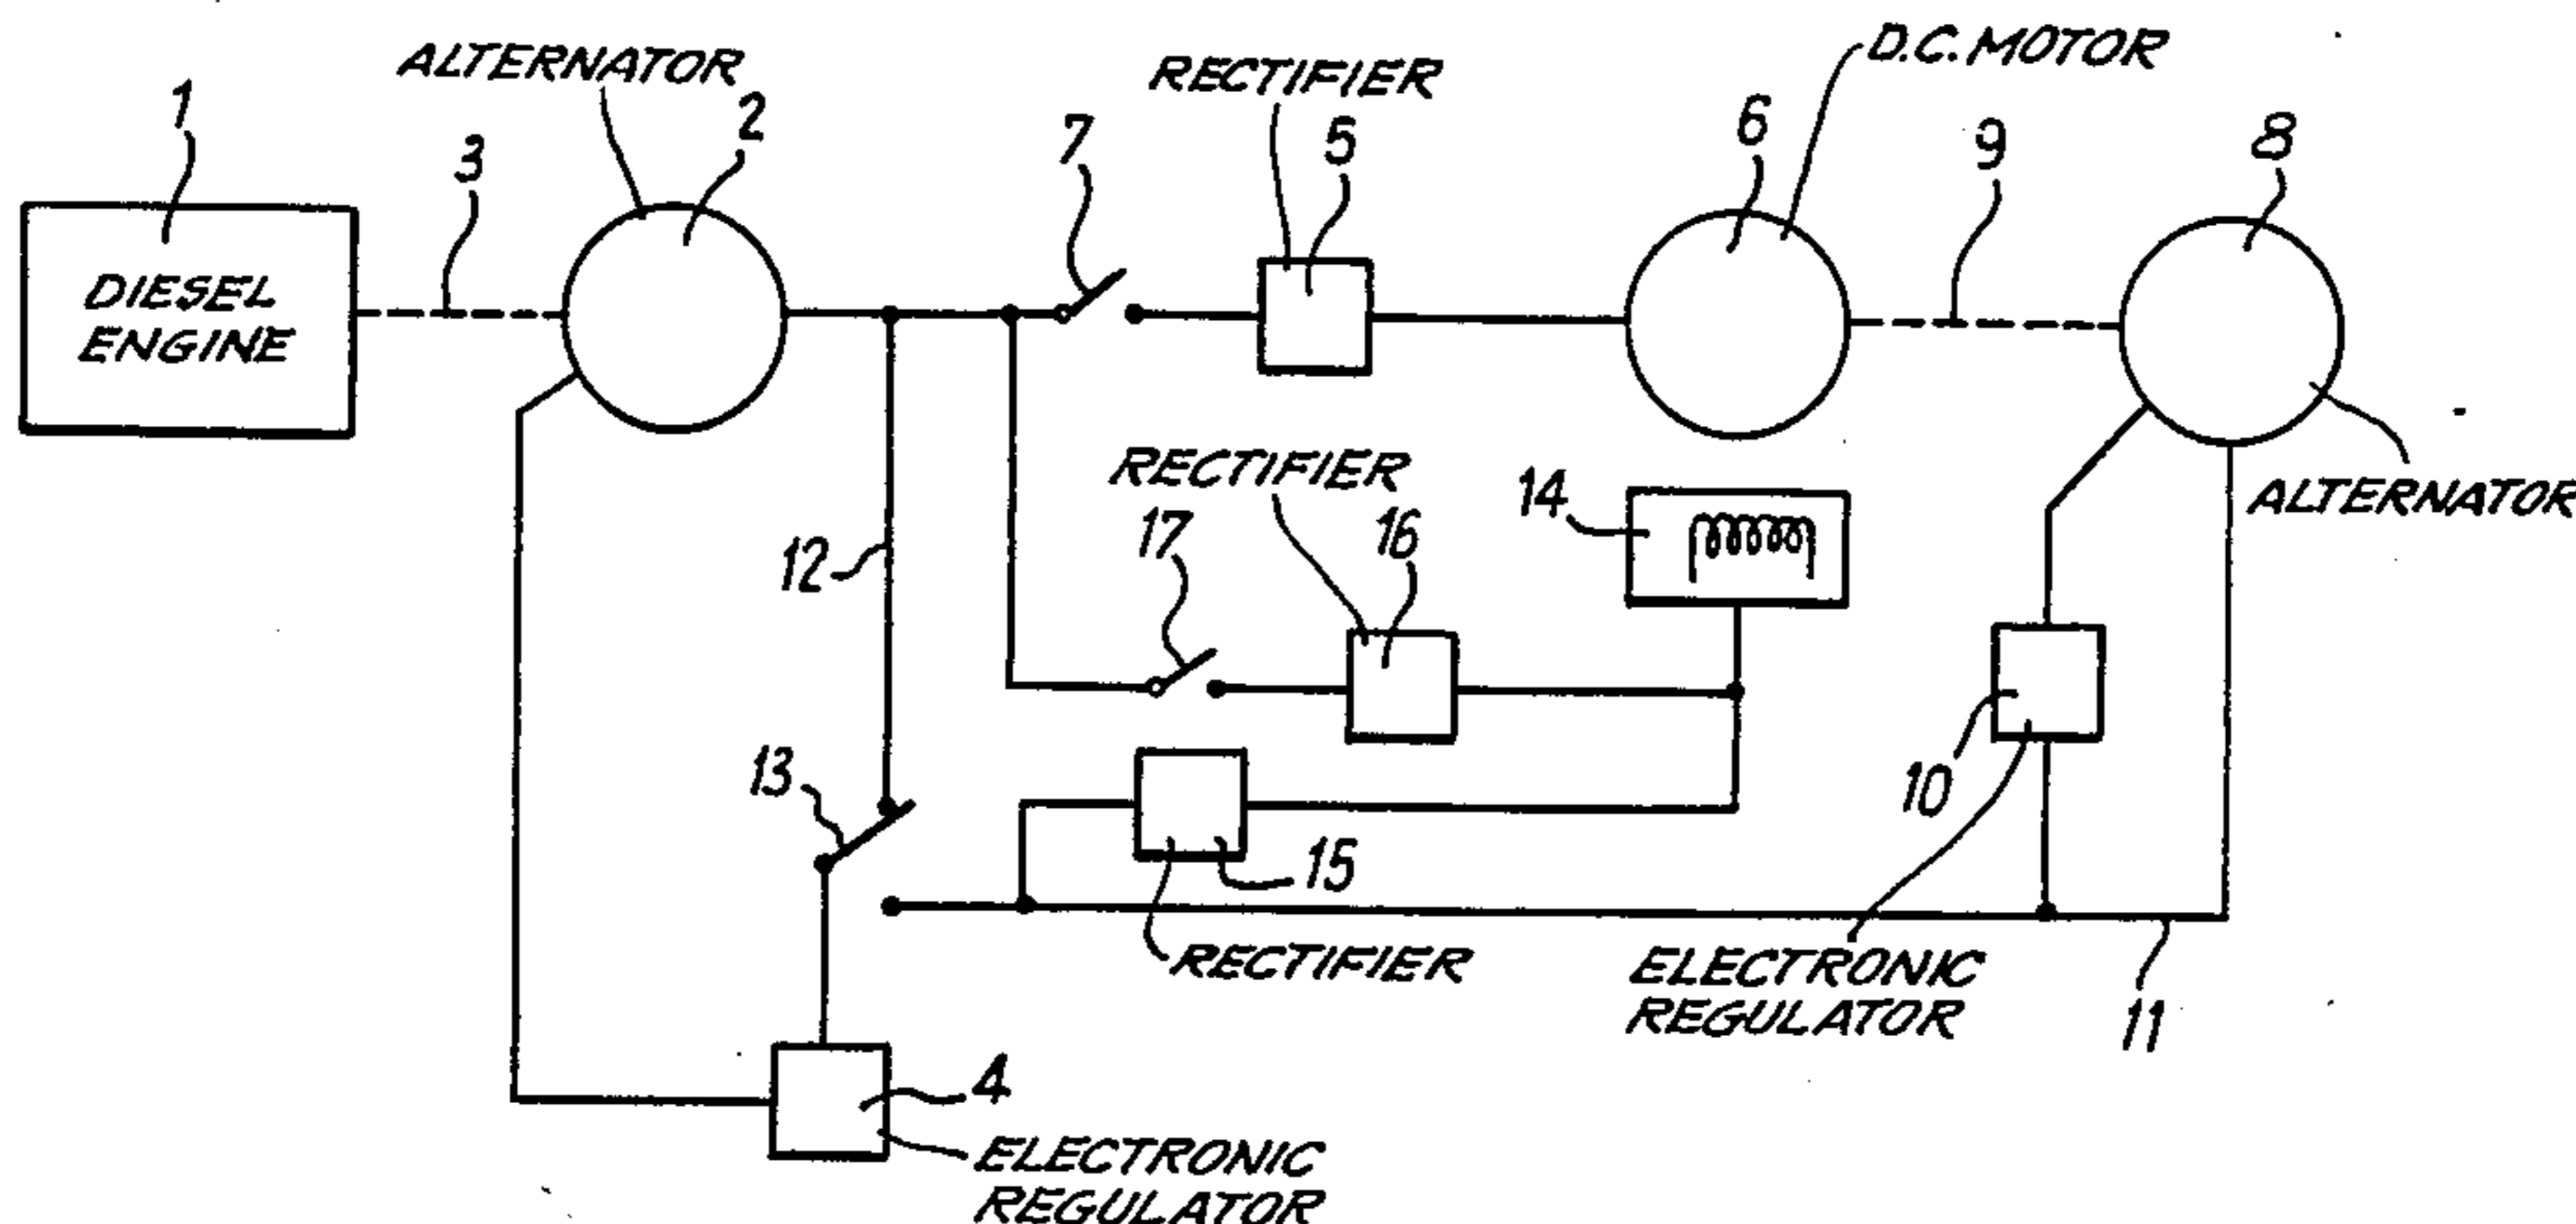 ALTERNATOR
RECTIFIER
D.C. MOTOR
1
3
2
7
5
6
9
8
DIESEL
ENGINE
RECTIFIER
14
ALTERNATOR
12
17
16
13
10
15
RECTIFIER
ELECTRONIC
REGULATOR
11
4
ELECTRONIC
REGULATOR